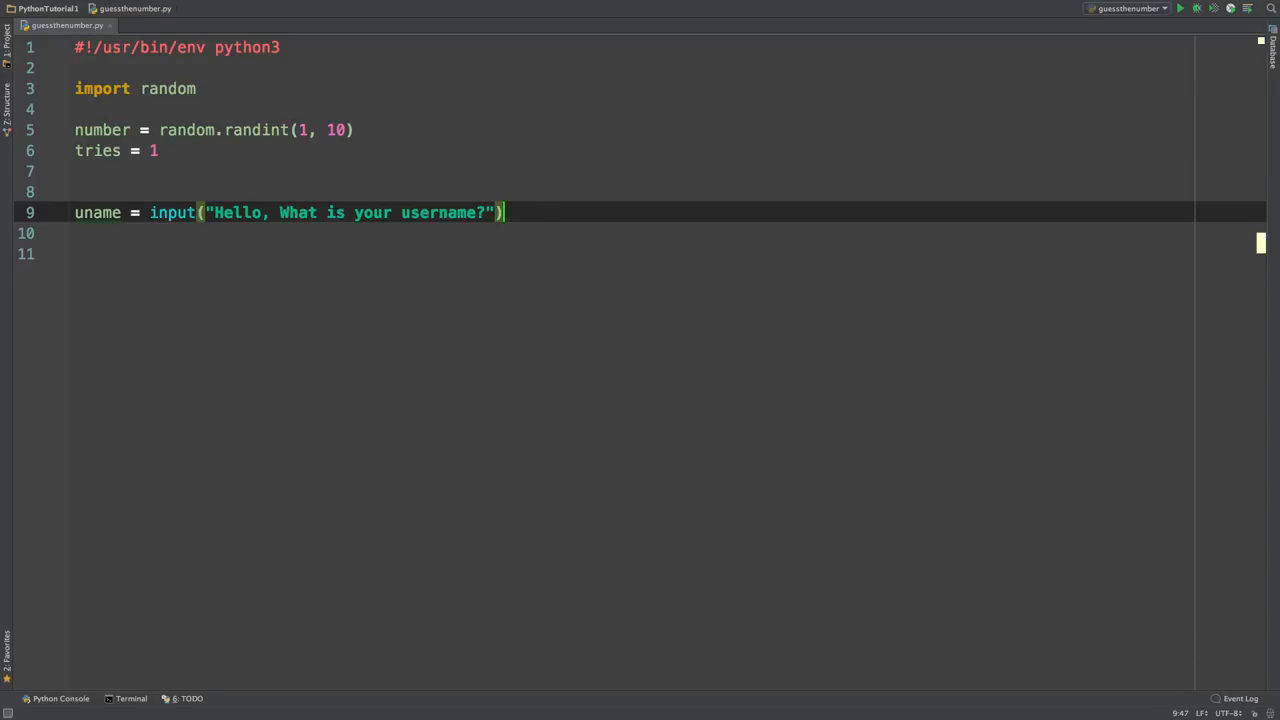 PythonTutorial1 guessthenumber.py guessthenumber
guessthenumber.py
1: Project
Z: Structure
2: Favorites
Database
1 #!/usr/bin/env python3
2
3 import random
4
5 number = random.randint(1, 10)
6 tries = 1
7
8
9 uname = input("Hello, What is your username?")
10
11
Python Console Terminal 6: TODO Event Log
9:47 LF÷ UTF-8÷